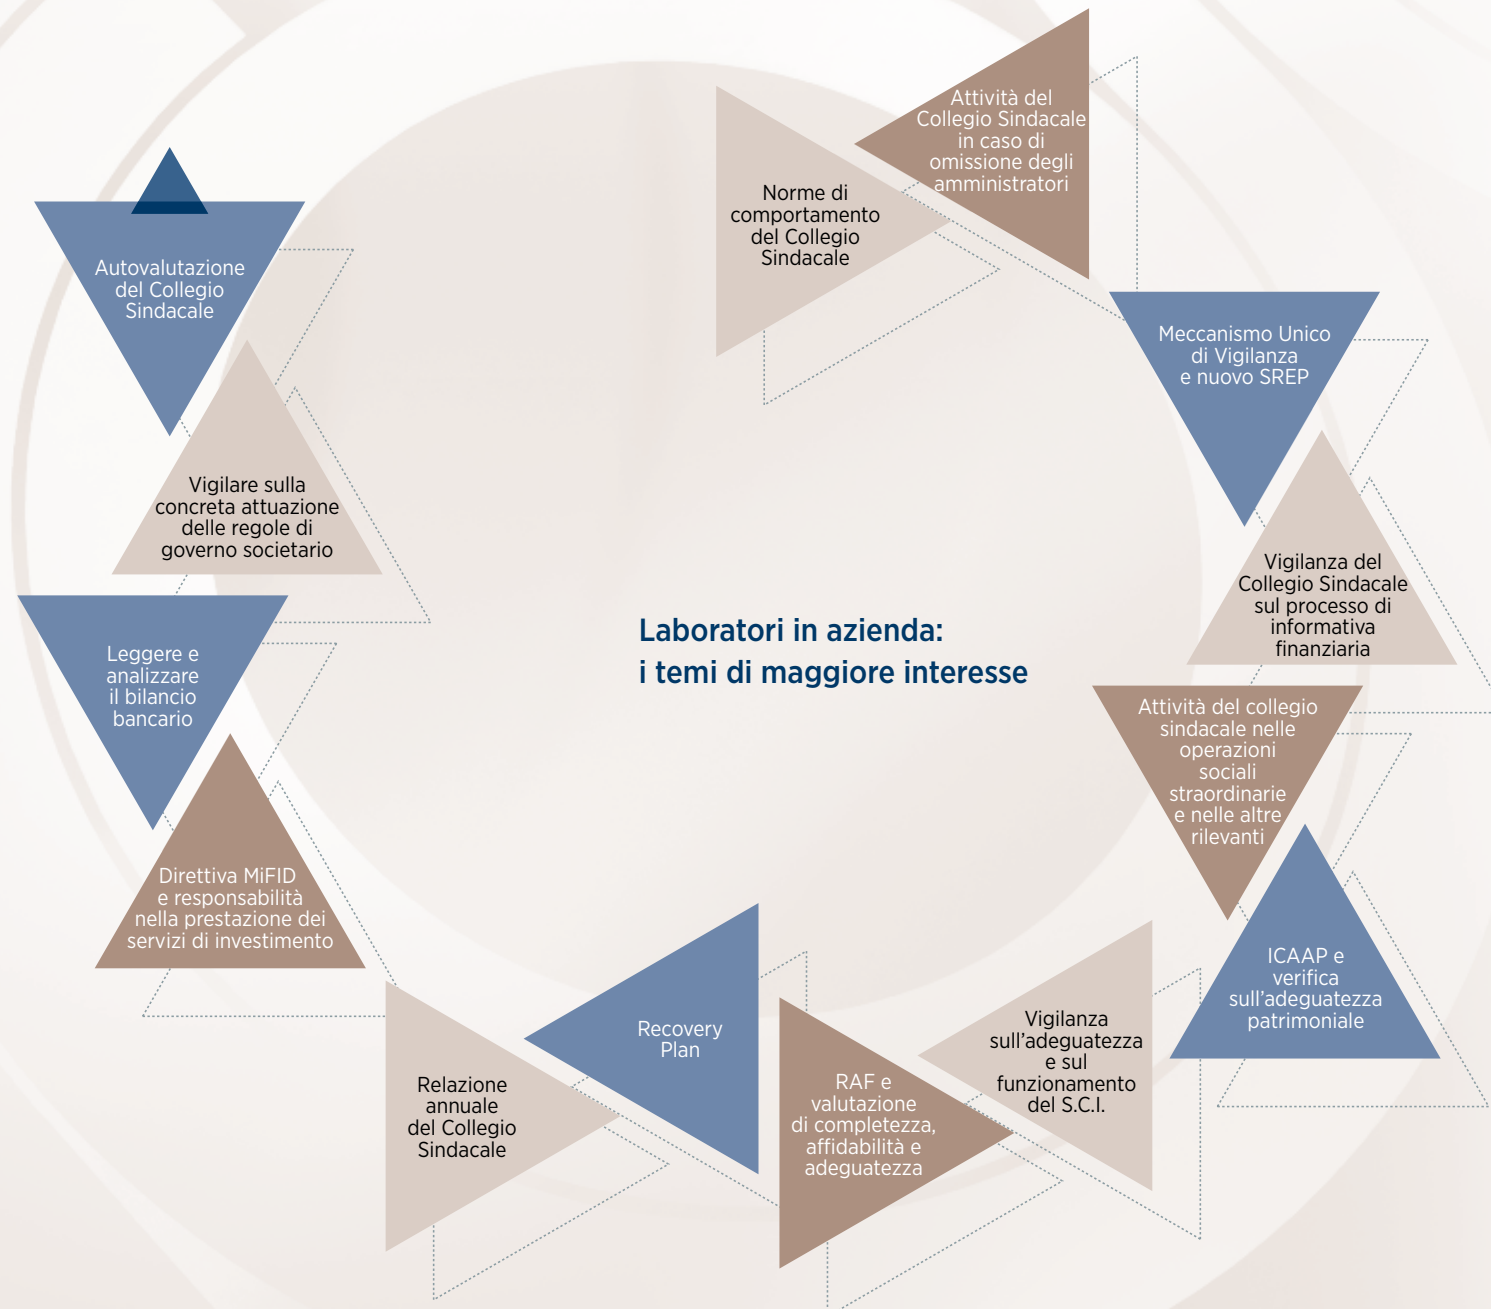 Attività del
Collegio Sindacale
in caso di
omissione degli
amministratori
Norme di
comportamento
del Collegio
Sindacale
Autovalutazione
del Collegio
Sindacale
Meccanismo Unico
di Vigilanza
e nuovo SREP
Vigilare sulla
concreta attuazione
delle regole di
governo societario
Vigilanza del
Collegio Sindacale
sul processo di
informativa
finanziaria
Laboratori in azienda:
i temi di maggiore interesse
Leggere e
analizzare
il bilancio
bancario
Attività del collegio
sindacale nelle
operazioni
sociali
straordinarie
e nelle altre
rilevanti
Direttiva MiFID
e responsabilità
nella prestazione dei
servizi di investimento
ICAAP e
verifica
sull’adeguatezza
patrimoniale
Recovery
Plan
Vigilanza
sull’adeguatezza
e sul
funzionamento
del S.C.I.
Relazione
annuale
del Collegio
Sindacale
RAF e
valutazione
di completezza,
affidabilità e
adeguatezza